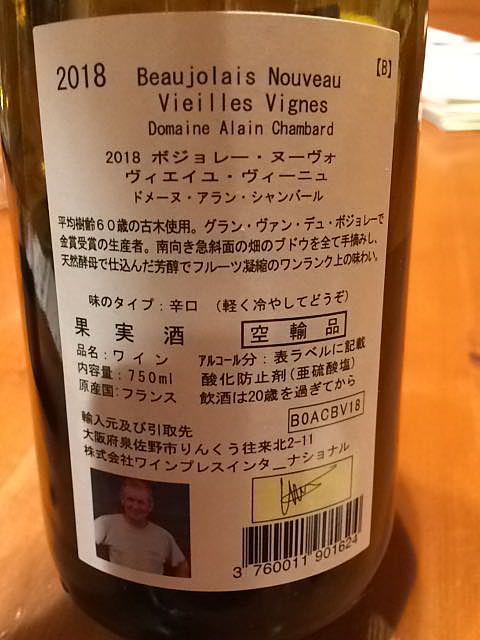 2018 Beaujolais Nouveau 【B】
Vieilles Vignes
Domaine Alain Chambard
2018 ボジョレー・ヌーヴォ
ヴィエイユ・ヴィーニュ
ドメーヌ・アラン・シャンバール
平均樹齢60歳の古木使用。グラン・ヴァン・デュ・ボジョレーで
金賞受賞の生産者。南向き急斜面の畑のブドウを全て手摘みし、
天然酵母で仕込んだ芳醇でフルーツ凝縮のワンランク上の味わい。
味のタイプ：辛口 （軽く冷やしてどうぞ）
果実酒 空輸品
品名：ワイン アルコール分：表ラベルに記載
内容量：750ml 酸化防止剤(亜硫酸塩)
原産国：フランス 飲酒は20歳を過ぎてから
B0ACBV18
輸入元及び引取先
大阪府泉佐野市りんくう往来北2-11
株式会社ワインプレスインターナショナル
3 760011 901624